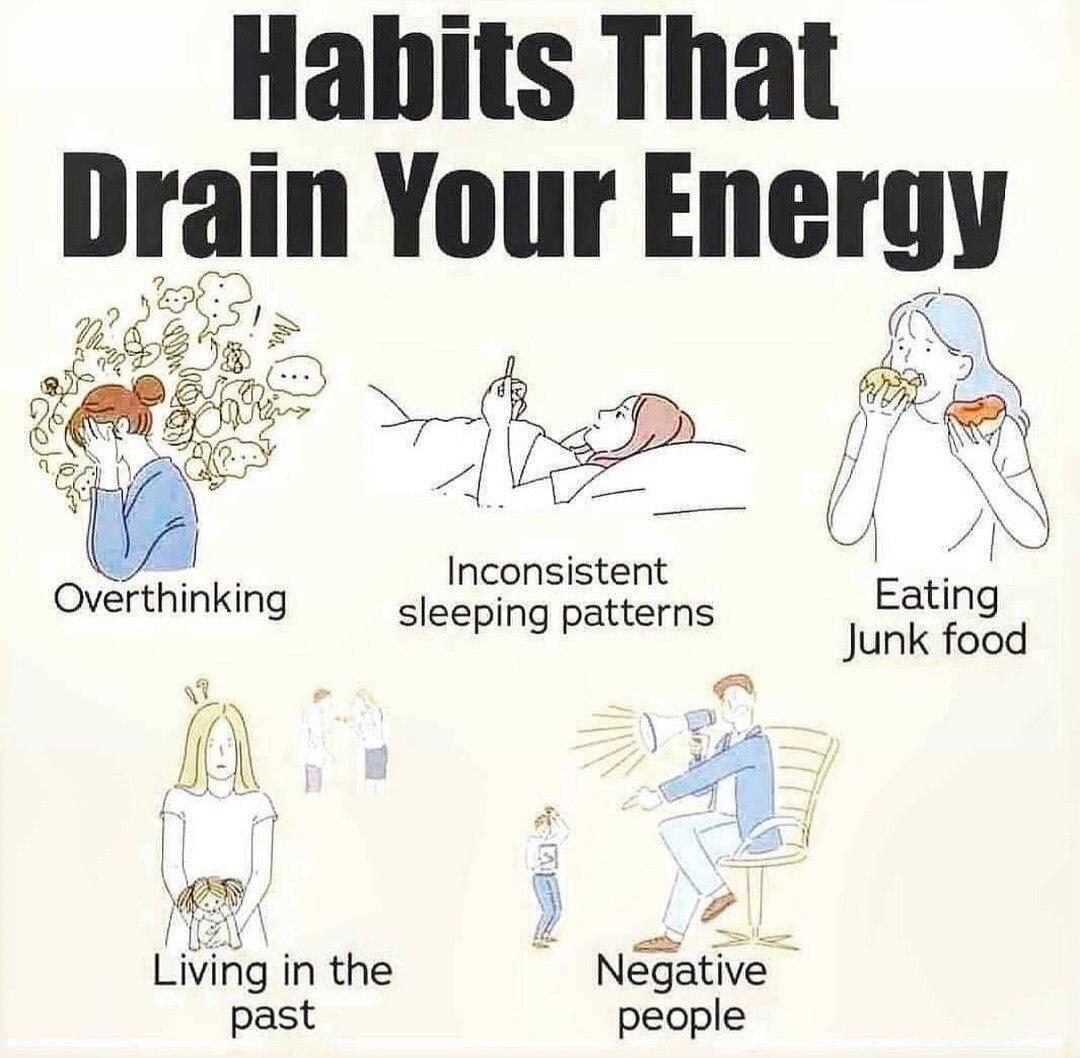 Habits That
Drain Your Energy
Overthinking
Inconsistent
sleeping patterns
Eating
Junk food
Living in the
past
Negative
people